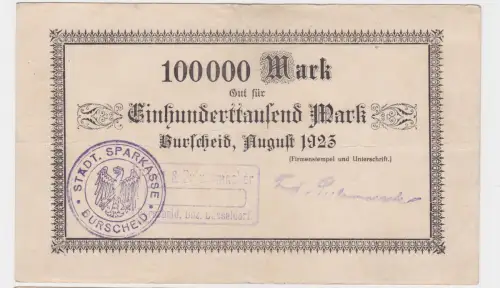 100000 Mark
Gut für
Einhunderttausend Mark
Burscheid, August 1923
(Firmenstempel und Unterschrift.)
STÄDT. SPARKASSE
BURSCHEID